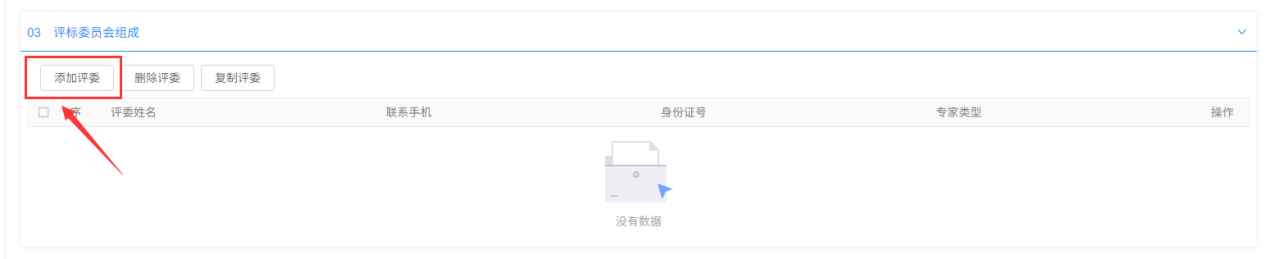 03 评标委员会组成
添加评委 删除评委 复制评委
序 评委姓名 联系手机 身份证号 专家类型 操作
没有数据